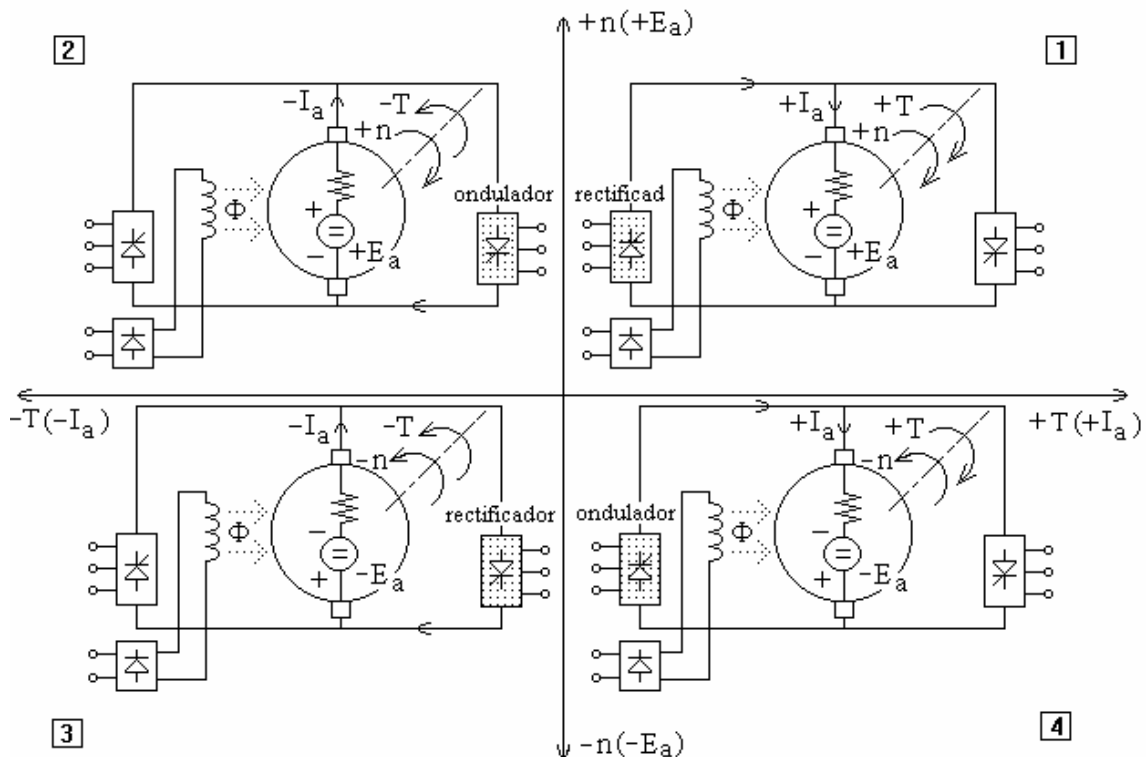 +n(+Ea)
2
-Ia
-T
+n
ondulador
Φ
+
=
+Ea
-
1
+Ia
+T
+n
rectificad
Φ
+
=
+Ea
-
-T(-Ia)
+T(+Ia)
-Ia
-T
-n
rectificador
Φ
-
=
-Ea
+
3
+Ia
+T
-n
ondulador
Φ
-
=
-Ea
+
4
-n(-Ea)